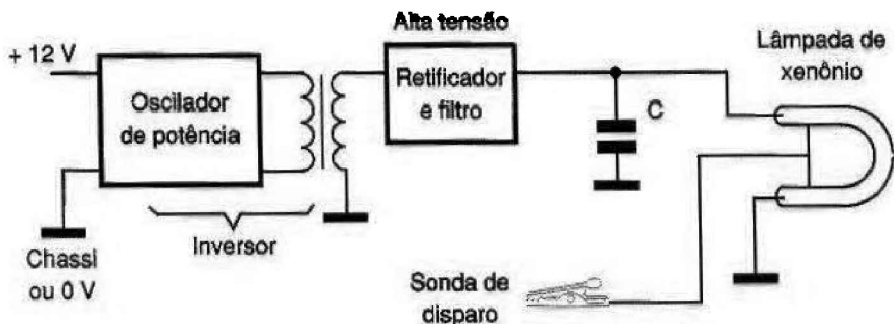 Alta tensão
+ 12 V
Oscilador
de potência
Retificador
e filtro
Lâmpada de
xenônio
C
Inversor
Chassi
ou 0 V
Sonda de
disparo